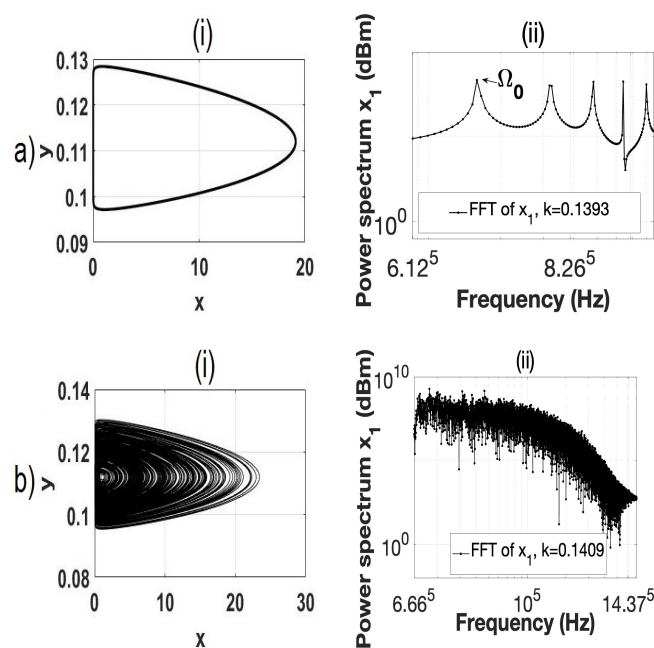 (i)
(ii)
a)
0.13
0.12
0.11
0.1
0.09
y
0
10
20
x
Power spectrum x1 (dBm)
Ω0
FFT of x1, k=0.1393
10^0
6.12^5
8.26^5
Frequency (Hz)
(i)
(ii)
b)
0.14
0.12
0.1
0.08
y
0
10
20
30
x
Power spectrum x1 (dBm)
10^10
10^0
FFT of x1, k=0.1409
6.66^5
10^5
14.37^5
Frequency (Hz)